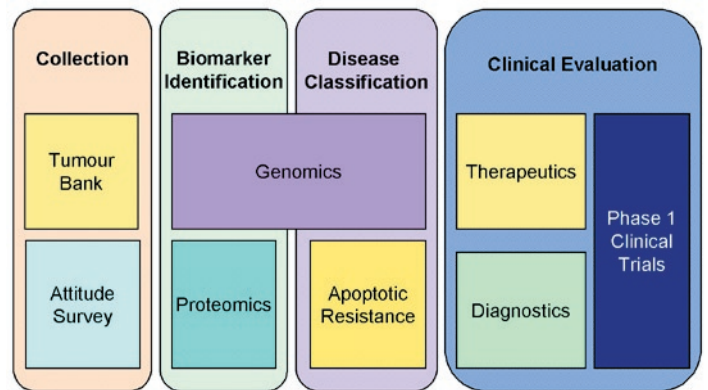 Collection
Tumour
Bank
Attitude
Survey
Biomarker
Identification
Disease
Classification
Genomics
Proteomics
Apoptotic
Resistance
Clinical Evaluation
Therapeutics
Diagnostics
Phase 1
Clinical
Trials